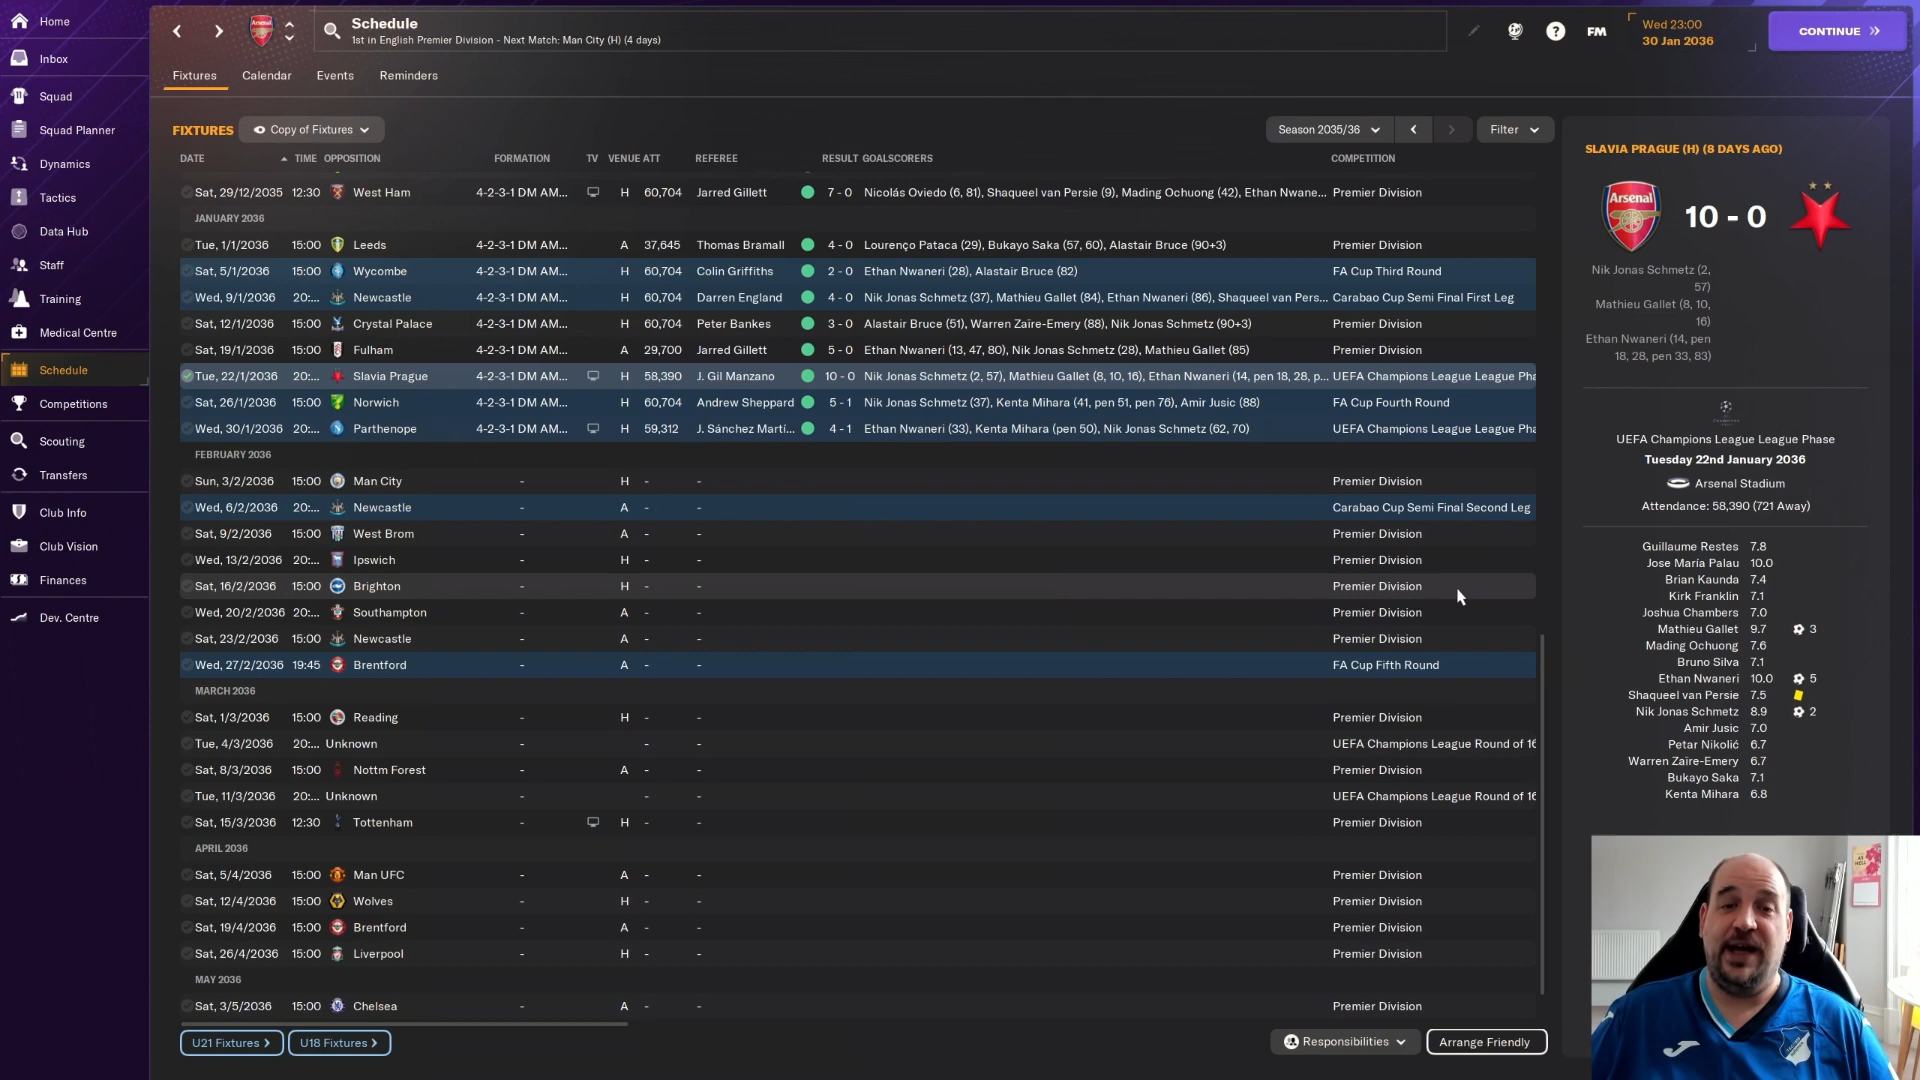 Home
Inbox
Squad
Squad Planner
Dynamics
Tactics
Data Hub
Staff
Training
Medical Centre
Schedule
Competitions
Scouting
Transfers
Club Info
Club Vision
Finances
Dev. Centre
Arsenal
Schedule
1st in English Premier Division - Next Match: Man City (H) (4 days)
FM
Wed 23:00
30 Jan 2036
CONTINUE
Fixtures Calendar Events Reminders
FIXTURES Copy of Fixtures Season 2035/36 Filter
DATE TIME OPPOSITION FORMATION TV VENUE ATT REFEREE RESULT GOALSCORERS COMPETITION
Sat, 29/12/2035 12:30 West Ham 4-2-3-1 DM AM... H 60,704 Jarred Gillett 7 - 0 Nicolás Oviedo (6, 81), Shaqueel van Persie (9), Mading Ochuong (42), Ethan Nwane... Premier Division
JANUARY 2036
Tue, 1/1/2036 15:00 Leeds 4-2-3-1 DM AM... A 37,645 Thomas Bramall 4 - 0 Lourenço Pataca (29), Bukayo Saka (57, 60), Alastair Bruce (90+3) Premier Division
Sat, 5/1/2036 15:00 Wycombe 4-2-3-1 DM AM... H 60,704 Colin Griffiths 2 - 0 Ethan Nwaneri (28), Alastair Bruce (82) FA Cup Third Round
Wed, 9/1/2036 20:... Newcastle 4-2-3-1 DM AM... H 60,704 Darren England 4 - 0 Nik Jonas Schmetz (37), Mathieu Gallet (84), Ethan Nwaneri (86), Shaqueel van Pers... Carabao Cup Semi Final First Leg
Sat, 12/1/2036 15:00 Crystal Palace 4-2-3-1 DM AM... H 60,704 Peter Bankes 3 - 0 Alastair Bruce (51), Warren Zaïre-Emery (88), Nik Jonas Schmetz (90+3) Premier Division
Sat, 19/1/2036 15:00 Fulham 4-2-3-1 DM AM... A 29,700 Jarred Gillett 5 - 0 Ethan Nwaneri (13, 47, 80), Nik Jonas Schmetz (28), Mathieu Gallet (85) Premier Division
Tue, 22/1/2036 20:... Slavia Prague 4-2-3-1 DM AM... H 58,390 J. Gil Manzano 10 - 0 Nik Jonas Schmetz (2, 57), Mathieu Gallet (8, 10, 16), Ethan Nwaneri (14, pen 18, 28, p... UEFA Champions League League Pha
Sat, 26/1/2036 15:00 Norwich 4-2-3-1 DM AM... H 60,704 Andrew Sheppard 5 - 1 Nik Jonas Schmetz (37), Kenta Mihara (41, pen 51, pen 76), Amir Jusic (88) FA Cup Fourth Round
Wed, 30/1/2036 20:... Parthenope 4-2-3-1 DM AM... H 59,312 J. Sánchez Martí... 4 - 1 Ethan Nwaneri (33), Kenta Mihara (pen 50), Nik Jonas Schmetz (62, 70) UEFA Champions League League Pha
FEBRUARY 2036
Sun, 3/2/2036 15:00 Man City - H - - Premier Division
Wed, 6/2/2036 20:... Newcastle - A - - Carabao Cup Semi Final Second Leg
Sat, 9/2/2036 15:00 West Brom - A - - Premier Division
Wed, 13/2/2036 20:... Ipswich - H - - Premier Division
Sat, 16/2/2036 15:00 Brighton - H - - Premier Division
Wed, 20/2/2036 20:... Southampton - A - - Premier Division
Sat, 23/2/2036 15:00 Newcastle - A - - Premier Division
Wed, 27/2/2036 19:45 Brentford - A - - FA Cup Fifth Round
MARCH 2036
Sat, 1/3/2036 15:00 Reading - H - - Premier Division
Tue, 4/3/2036 20:... Unknown - - - UEFA Champions League Round of 16
Sat, 8/3/2036 15:00 Nottm Forest - A - - Premier Division
Tue, 11/3/2036 20:... Unknown - - - UEFA Champions League Round of 16
Sat, 15/3/2036 12:30 Tottenham - H - - Premier Division
APRIL 2036
Sat, 5/4/2036 15:00 Man UFC - A - - Premier Division
Sat, 12/4/2036 15:00 Wolves - H - - Premier Division
Sat, 19/4/2036 15:00 Brentford - A - - Premier Division
Sat, 26/4/2036 15:00 Liverpool - H - - Premier Division
MAY 2036
Sat, 3/5/2036 15:00 Chelsea - A - - Premier Division
U21 Fixtures U18 Fixtures Responsibilities Arrange Friendly
SLAVIA PRAGUE (H) (8 DAYS AGO)
Arsenal
10 - 0
Nik Jonas Schmetz (2,
57)
Mathieu Gallet (8, 10,
16)
Ethan Nwaneri (14, pen
18, 28, pen 33, 83)
UEFA Champions League League Phase
Tuesday 22nd January 2036
Arsenal Stadium
Attendance: 58,390 (721 Away)
Guillaume Restes 7.8
Jose María Palau 10.0
Brian Kaunda 7.4
Kirk Franklin 7.1
Joshua Chambers 7.0
Mathieu Gallet 9.7 3
Mading Ochuong 7.6
Bruno Silva 7.1
Ethan Nwaneri 10.0 5
Shaqueel van Persie 7.5
Nik Jonas Schmetz 8.9 2
Amir Jusic 7.0
Petar Nikolić 6.7
Warren Zaïre-Emery 6.7
Bukayo Saka 7.1
Kenta Mihara 6.8